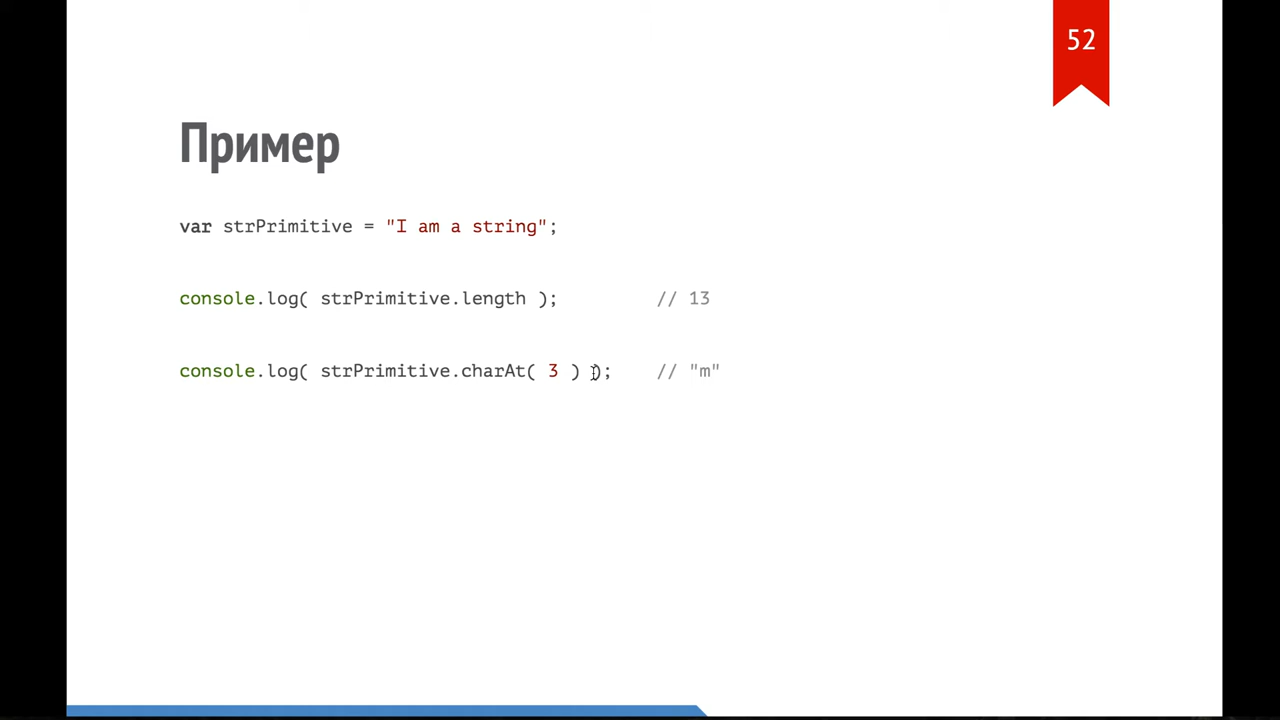 52
Пример
var strPrimitive = "I am a string";
console.log( strPrimitive.length ); // 13
console.log( strPrimitive.charAt( 3 ) ); // "m"